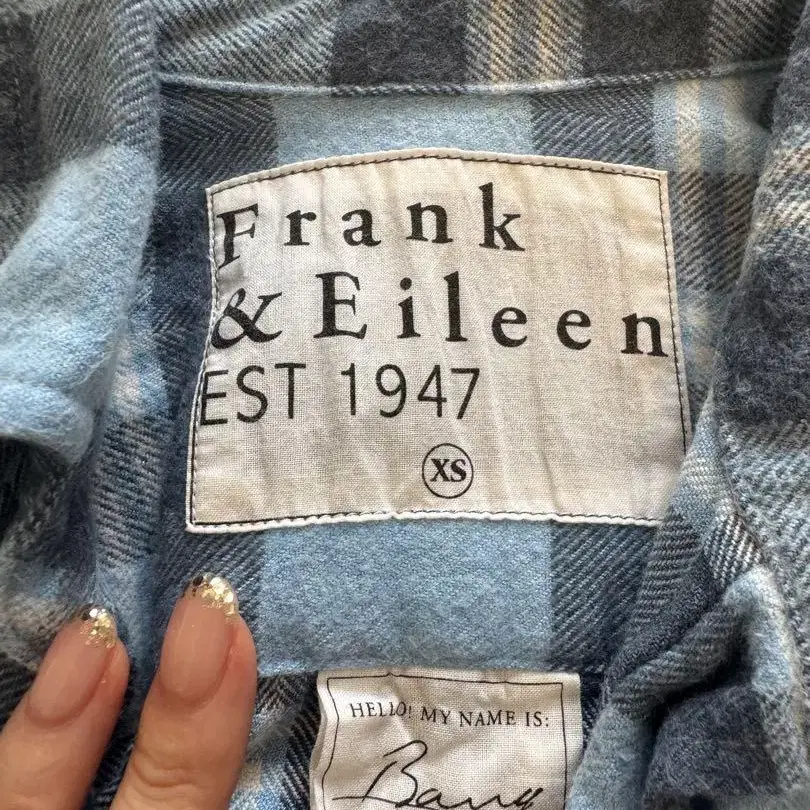 Frank
& Eileen
EST 1947
XS
HELLO! MY NAME IS: